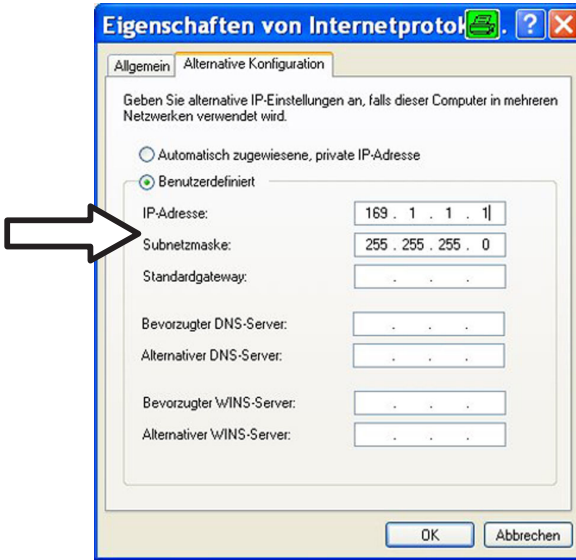 Eigenschaften von Internetprotok . ? X
Allgemein Alternative Konfiguration
Geben Sie alternative IP-Einstellungen an, falls dieser Computer in mehreren
Netzwerken verwendet wird.
Automatisch zugewiesene, private IP-Adresse
Benutzerdefiniert
IP-Adresse: 169 . 1 . 1 . 1
Subnetzmaske: 255 . 255 . 255 . 0
Standardgateway: . . .
Bevorzugter DNS-Server: . . .
Alternativer DNS-Server: . . .
Bevorzugter WINS-Server: . . .
Alternativer WINS-Server: . . .
OK Abbrechen